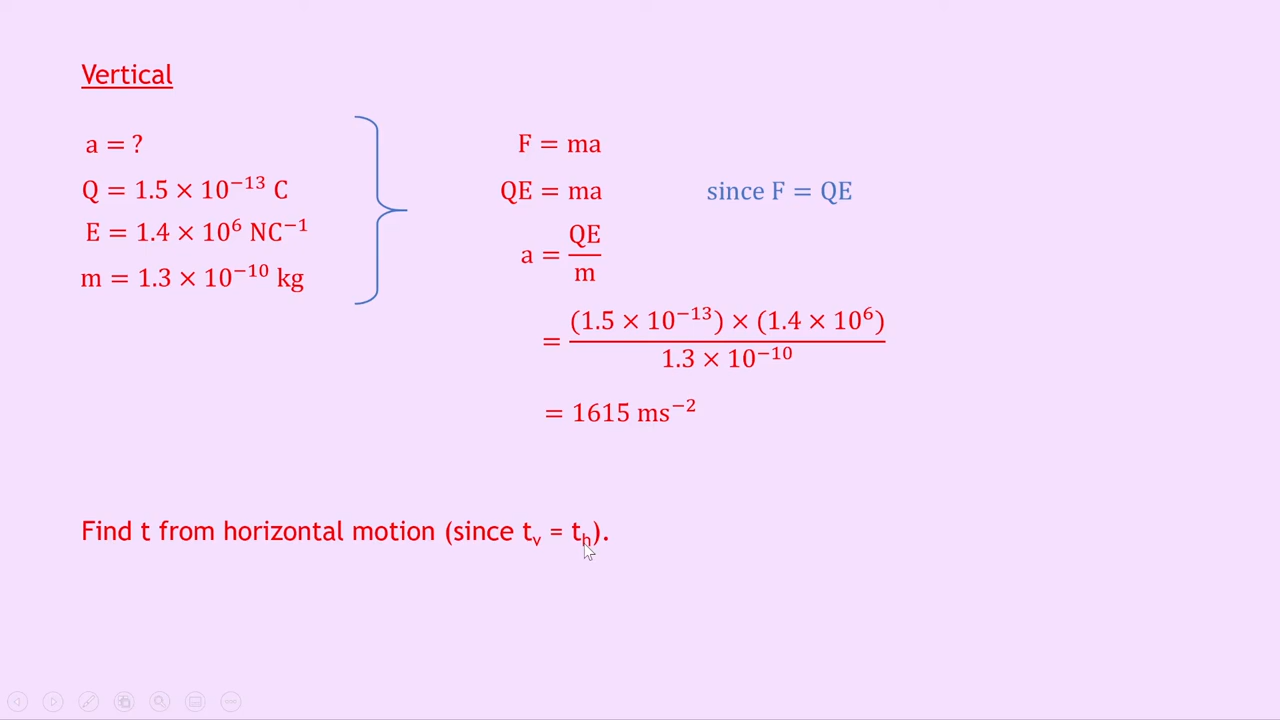 Vertical
a = ?
Q = 1.5 × 10⁻¹³ C
E = 1.4 × 10⁶ NC⁻¹
m = 1.3 × 10⁻¹⁰ kg
F = ma
QE = ma since F = QE
a = QE/m
= (1.5 × 10⁻¹³) × (1.4 × 10⁶)/1.3 × 10⁻¹⁰
= 1615 ms⁻²
Find t from horizontal motion (since tᵥ = tₕ).